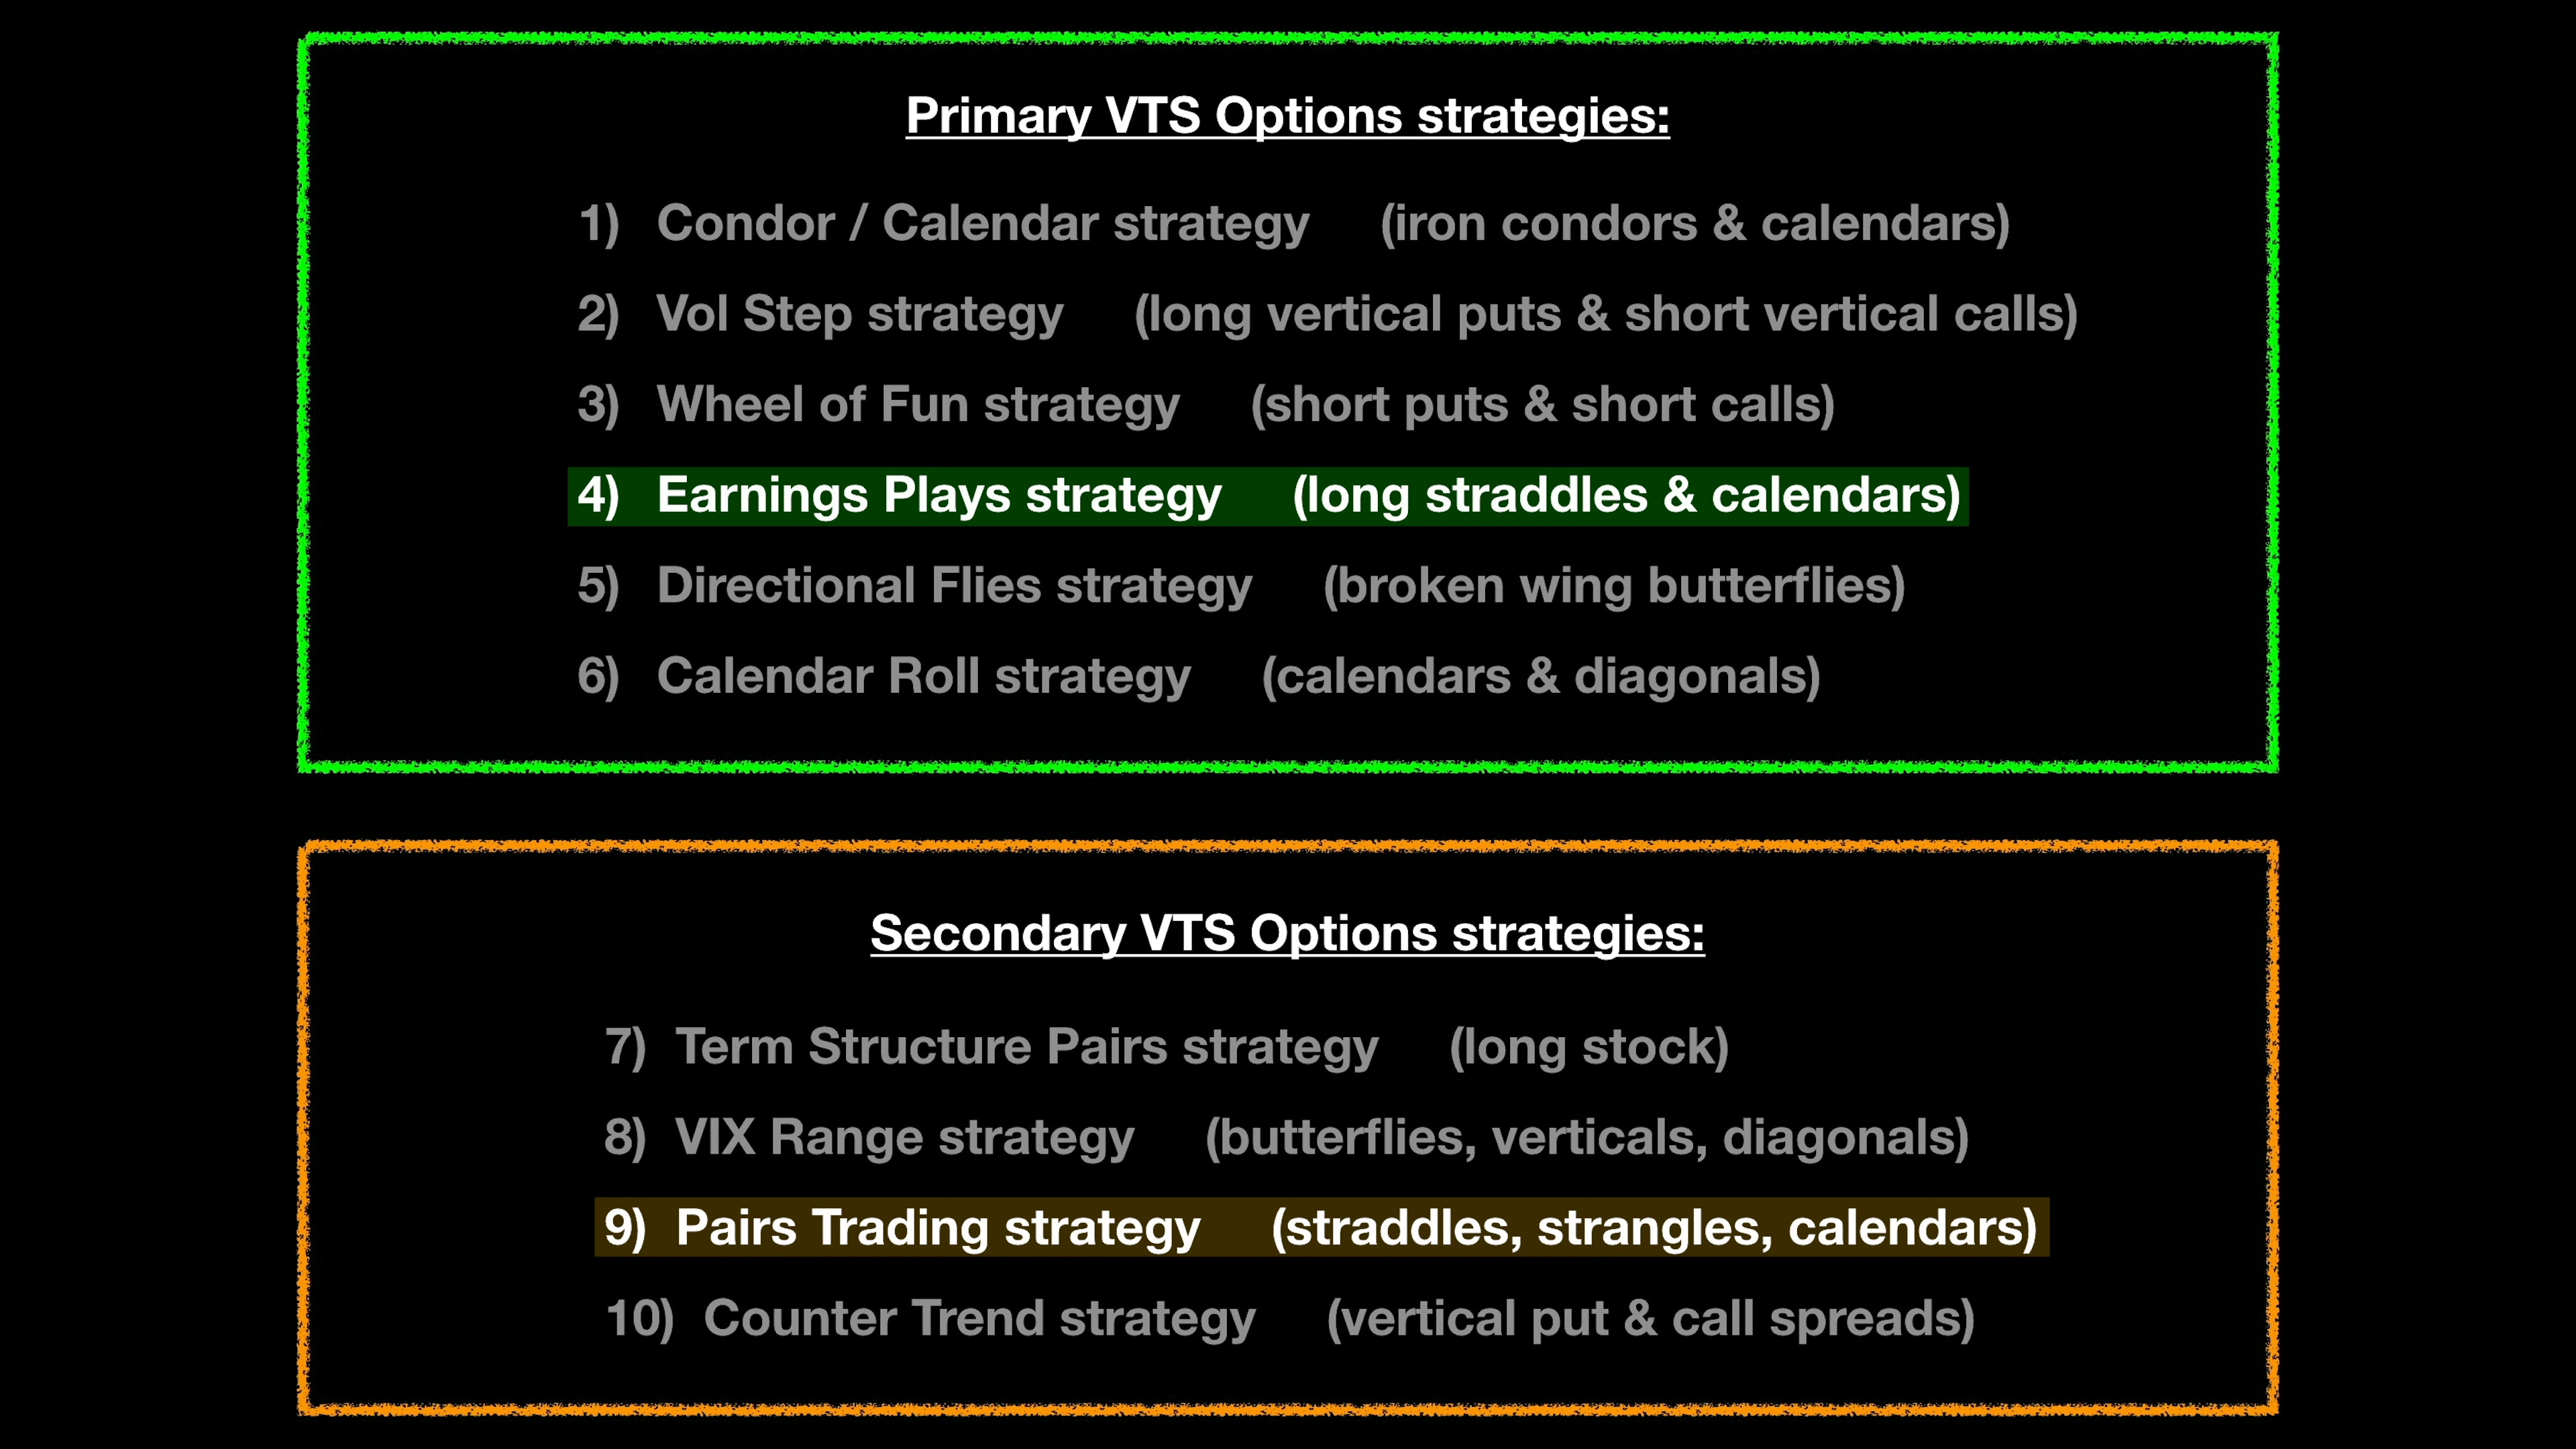 Primary VTS Options strategies:
1) Condor / Calendar strategy (iron condors & calendars)
2) Vol Step strategy (long vertical puts & short vertical calls)
3) Wheel of Fun strategy (short puts & short calls)
4) Earnings Plays strategy (long straddles & calendars)
5) Directional Flies strategy (broken wing butterflies)
6) Calendar Roll strategy (calendars & diagonals)
Secondary VTS Options strategies:
7) Term Structure Pairs strategy (long stock)
8) VIX Range strategy (butterflies, verticals, diagonals)
9) Pairs Trading strategy (straddles, strangles, calendars)
10) Counter Trend strategy (vertical put & call spreads)